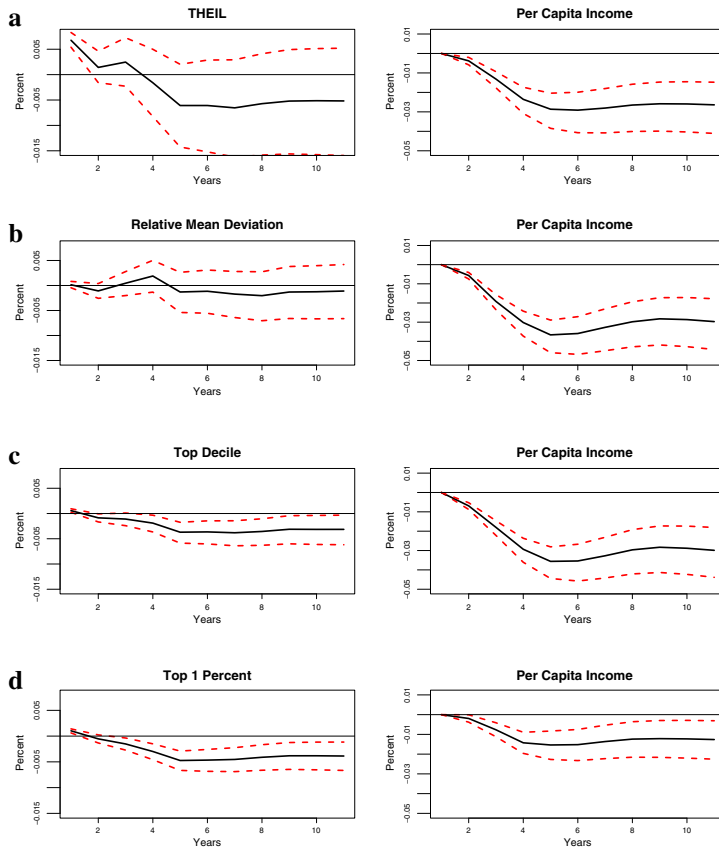 a
THEIL
Per Capita Income
Percent
0.005
−0.005
−0.015
2 4 6 8 10
Years
Percent
0.01
−0.01
−0.03
−0.05
2 4 6 8 10
Years
b
Relative Mean Deviation
Per Capita Income
Percent
0.005
−0.005
−0.015
2 4 6 8 10
Years
Percent
0.01
−0.01
−0.03
−0.05
2 4 6 8 10
Years
c
Top Decile
Per Capita Income
Percent
0.005
−0.005
−0.015
2 4 6 8 10
Years
Percent
0.01
−0.01
−0.03
−0.05
2 4 6 8 10
Years
d
Top 1 Percent
Per Capita Income
Percent
0.005
−0.005
−0.015
2 4 6 8 10
Years
Percent
0.01
−0.01
−0.03
−0.05
2 4 6 8 10
Years